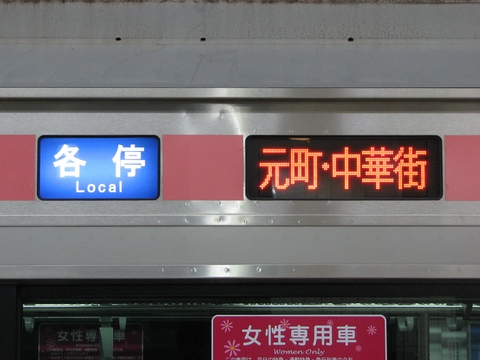 各停
Local
元町・中華街
女性専用車
Women Only